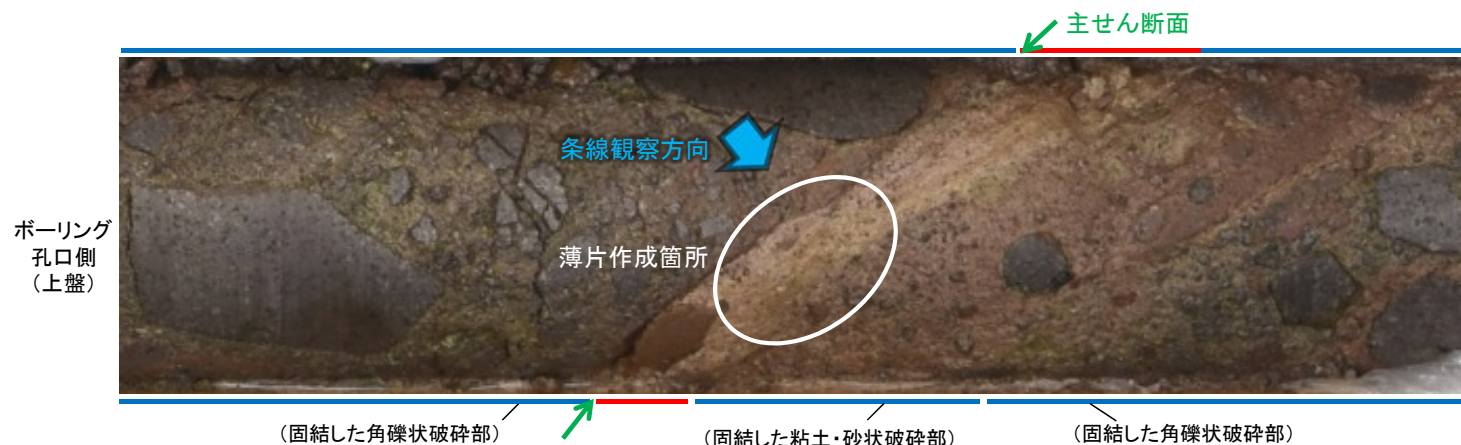 主せん断面
条線観察方向
ボーリング
孔口側
(上盤)
薄片作成箇所
(固結した角礫状破砕部)
(固結した粘土・砂状破砕部)
(固結した角礫状破砕部)